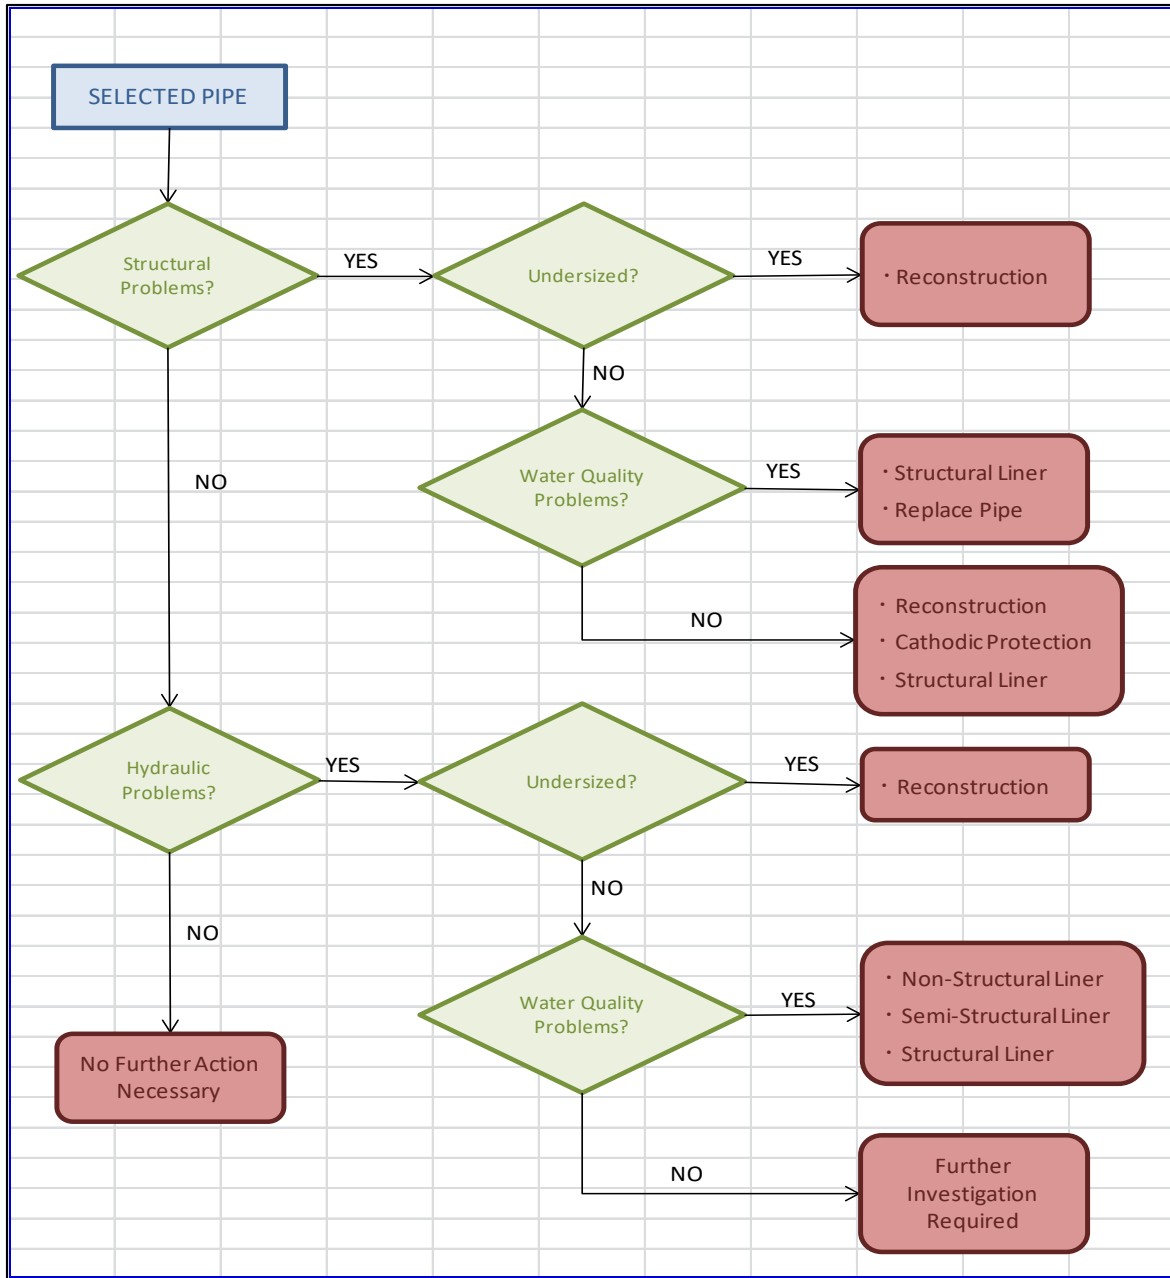 SELECTED PIPE
Structural
Problems?
YES
Undersized?
YES
· Reconstruction
NO
NO
Water Quality
Problems?
YES
· Structural Liner
· Replace Pipe
NO
· Reconstruction
· Cathodic Protection
· Structural Liner
Hydraulic
Problems?
YES
Undersized?
YES
· Reconstruction
NO
NO
Water Quality
Problems?
YES
· Non-Structural Liner
· Semi-Structural Liner
· Structural Liner
No Further Action
Necessary
NO
Further
Investigation
Required